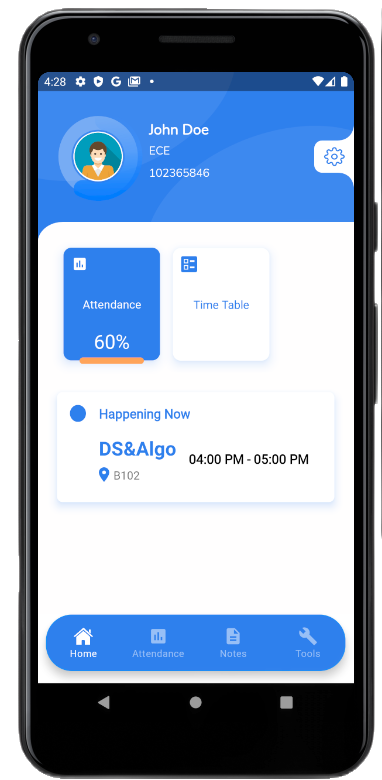 4:28
John Doe
ECE
102365846
Attendance
60%
Time Table
Happening Now
DS&Algo
04:00 PM - 05:00 PM
B102
Home
Attendance
Notes
Tools